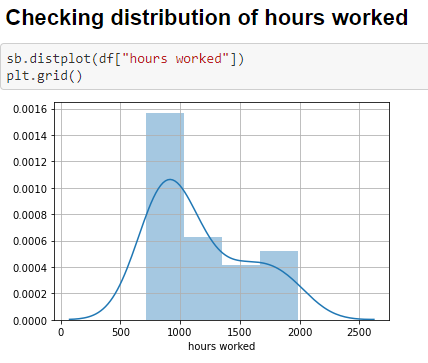 Checking distribution of hours worked
sb.distplot(df["hours worked"])
plt.grid()
0.0016
0.0014
0.0012
0.0010
0.0008
0.0006
0.0004
0.0002
0.0000
0 500 1000 1500 2000 2500
hours worked